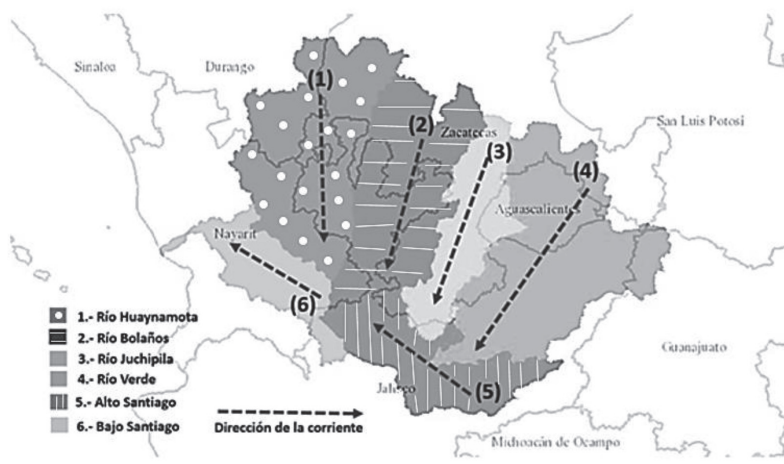 Sinaloa
Durango
(1)
(2)
Zacatecas
(3)
San Luis Potosí
(4)
Aguascalientes
Nayarit
(6)
1.- Río Huaynamota
2.- Río Bolaños
3.- Río Juchipila
4.- Río Verde
5.- Alto Santiago
6.- Bajo Santiago
Dirección de la corriente
Jalisco
(5)
Guanajuato
Michoacán de Ocampo